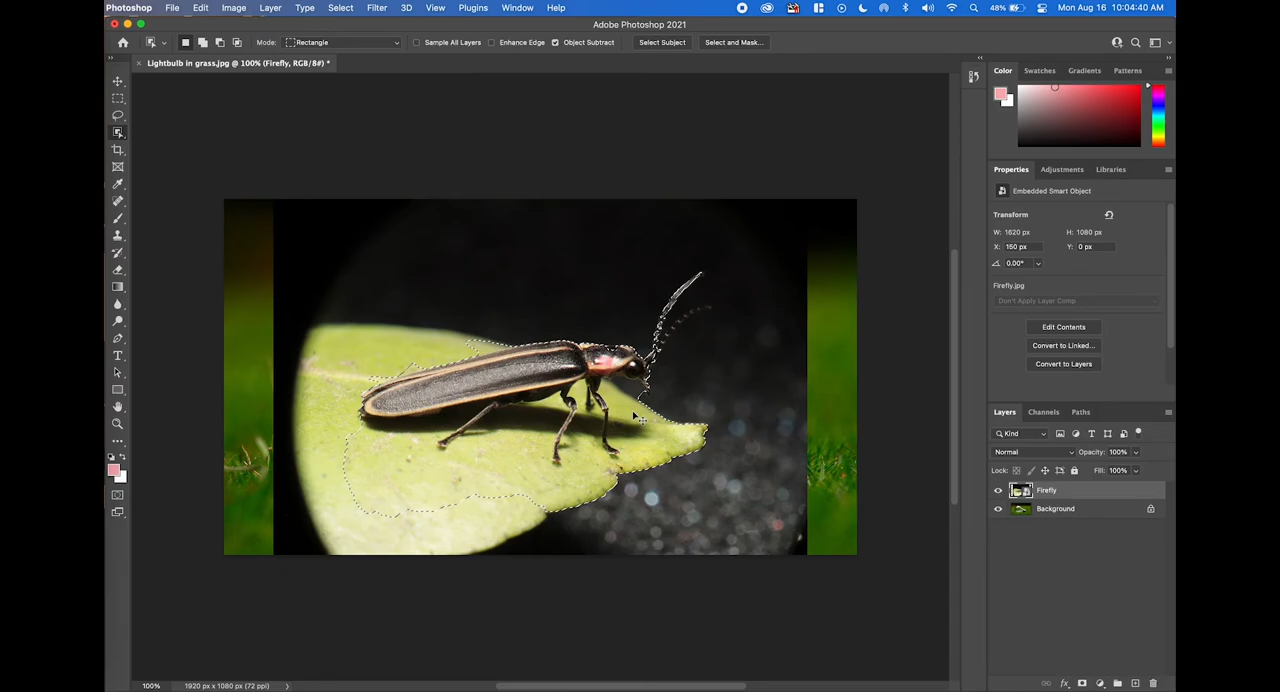 Photoshop File Edit Image Layer Type Select Filter 3D View Plugins Window Help 48% Mon Aug 16 10:04:40 AM
Adobe Photoshop 2021
Mode: Rectangle Sample All Layers Enhance Edge Object Subtract Select Subject Select and Mask...
Lightbulb in grass.jpg @ 100% (Firefly, RGB/8#) *
Color Swatches Gradients Patterns
Properties Adjustments Libraries
Embedded Smart Object
Transform
W: 1620 px H: 1080 px
X: 150 px Y: 0 px
0.00°
Firefly.jpg
Don't Apply Layer Comp
Edit Contents
Convert to Linked...
Convert to Layers
Layers Channels Paths
Kind
Normal Opacity: 100%
Lock: Fill: 100%
Firefly
Background
100% 1920 px x 1080 px (72 ppi)